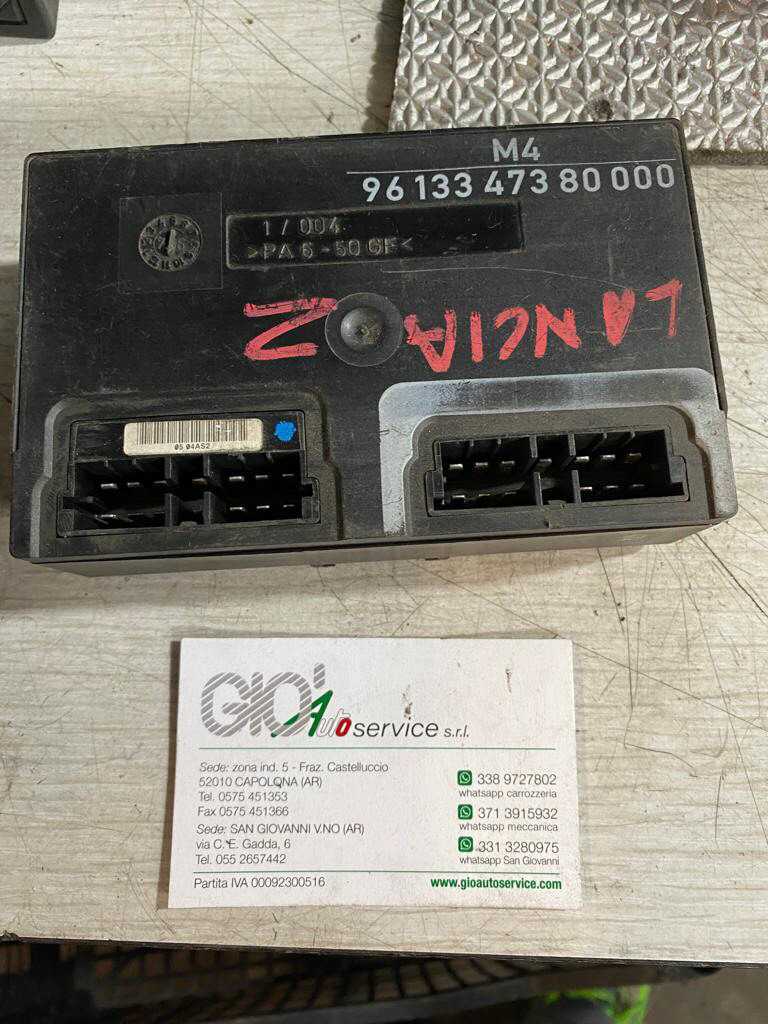 M4
96 133 473 80 000
1 / 004
>PA 6 - 50 GF<
LANCIA Z
05 04AS2
GIO' Auto service s.r.l.
Sede: zona ind. 5 - Fraz. Castelluccio
52010 CAPOLONA (AR)
Tel. 0575 451353
Fax 0575 451366
Sede: SAN GIOVANNI V.NO (AR)
via C. E. Gadda, 6
Tel. 055 2657442
Partita IVA 00092300516
338 9727802
whatsapp carrozzeria
371 3915932
whatsapp meccanica
331 3280975
whatsapp San Giovanni
www.gioautoservice.com